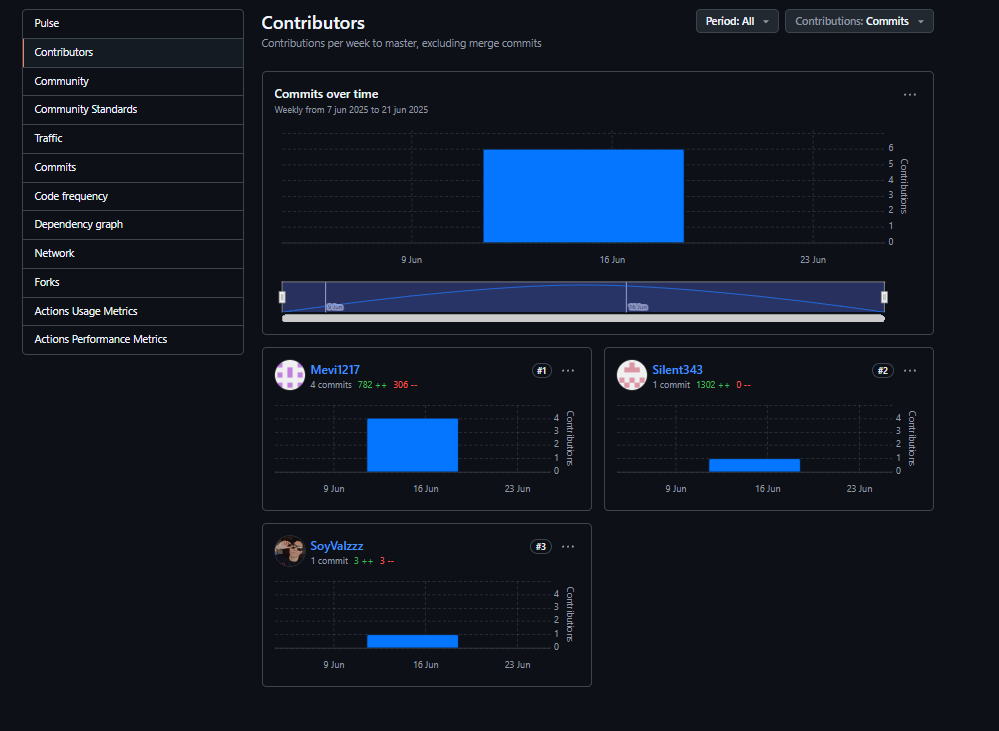 Pulse
Contributors
Community
Community Standards
Traffic
Commits
Code frequency
Dependency graph
Network
Forks
Actions Usage Metrics
Actions Performance Metrics
Contributors
Period: All
Contributions: Commits
Contributions per week to master, excluding merge commits
Commits over time
Weekly from 7 jun 2025 to 21 jun 2025
6
5
4
3
2
1
0
Contributions
9 Jun
16 Jun
23 Jun
9 Jun
16 Jun
Mevi1217
#1
4 commits 782 ++ 306 --
4
3
2
1
0
Contributions
9 Jun
16 Jun
23 Jun
Silent343
#2
1 commit 1302 ++ 0 --
4
3
2
1
0
Contributions
9 Jun
16 Jun
23 Jun
SoyValzzz
#3
1 commit 3 ++ 3 --
4
3
2
1
0
Contributions
9 Jun
16 Jun
23 Jun